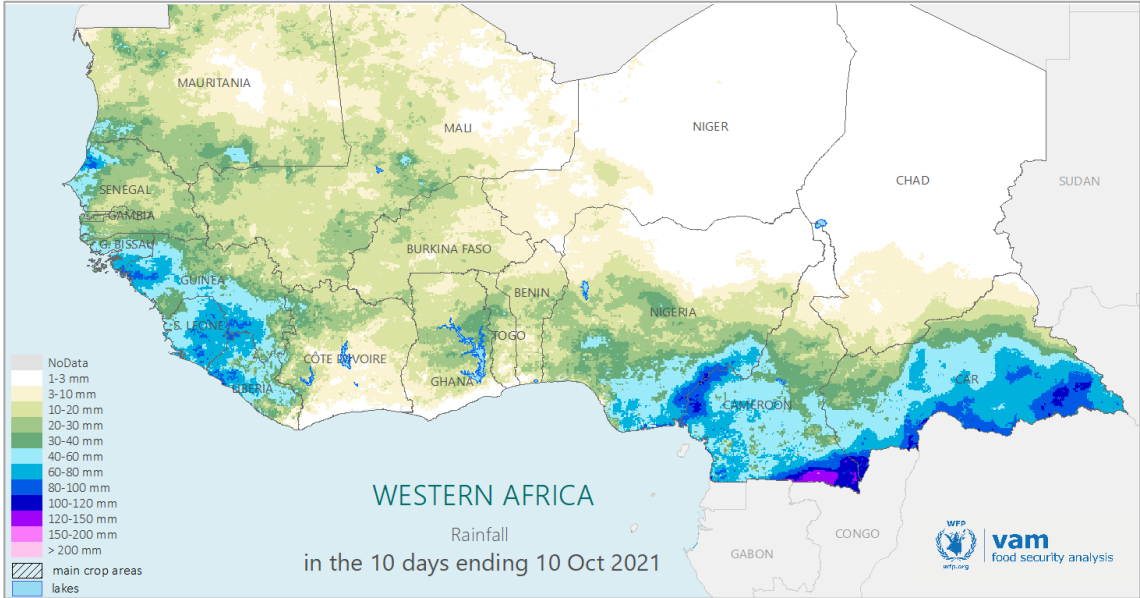 MAURITANIA
MALI
NIGER
CHAD
SUDAN
SENEGAL
GAMBIA
G. BISSAU
BURKINA FASO
GUINEA
BENIN
NIGERIA
S. LEONE
TOGO
CÔTE D'IVOIRE
GHANA
LIBERIA
CAMEROON
CAR
CONGO
GABON
NoData
1-3 mm
3-10 mm
10-20 mm
20-30 mm
30-40 mm
40-60 mm
60-80 mm
80-100 mm
100-120 mm
120-150 mm
150-200 mm
> 200 mm
main crop areas
lakes
WESTERN AFRICA
Rainfall
in the 10 days ending 10 Oct 2021
WFP
wfp.org
vam
food security analysis